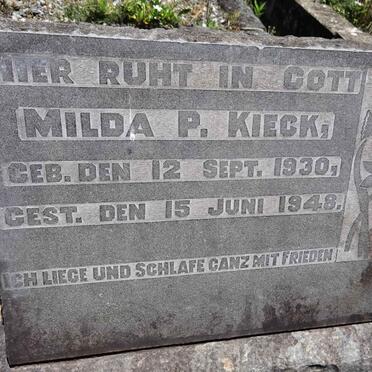 HIER RUHT IN GOTT
MILDA P. KIECK,
GEB. DEN 12 SEPT. 1930,
GEST. DEN 15 JUNI 1948.
ICH LIEGE UND SCHLAFE GANZ MIT FRIEDEN